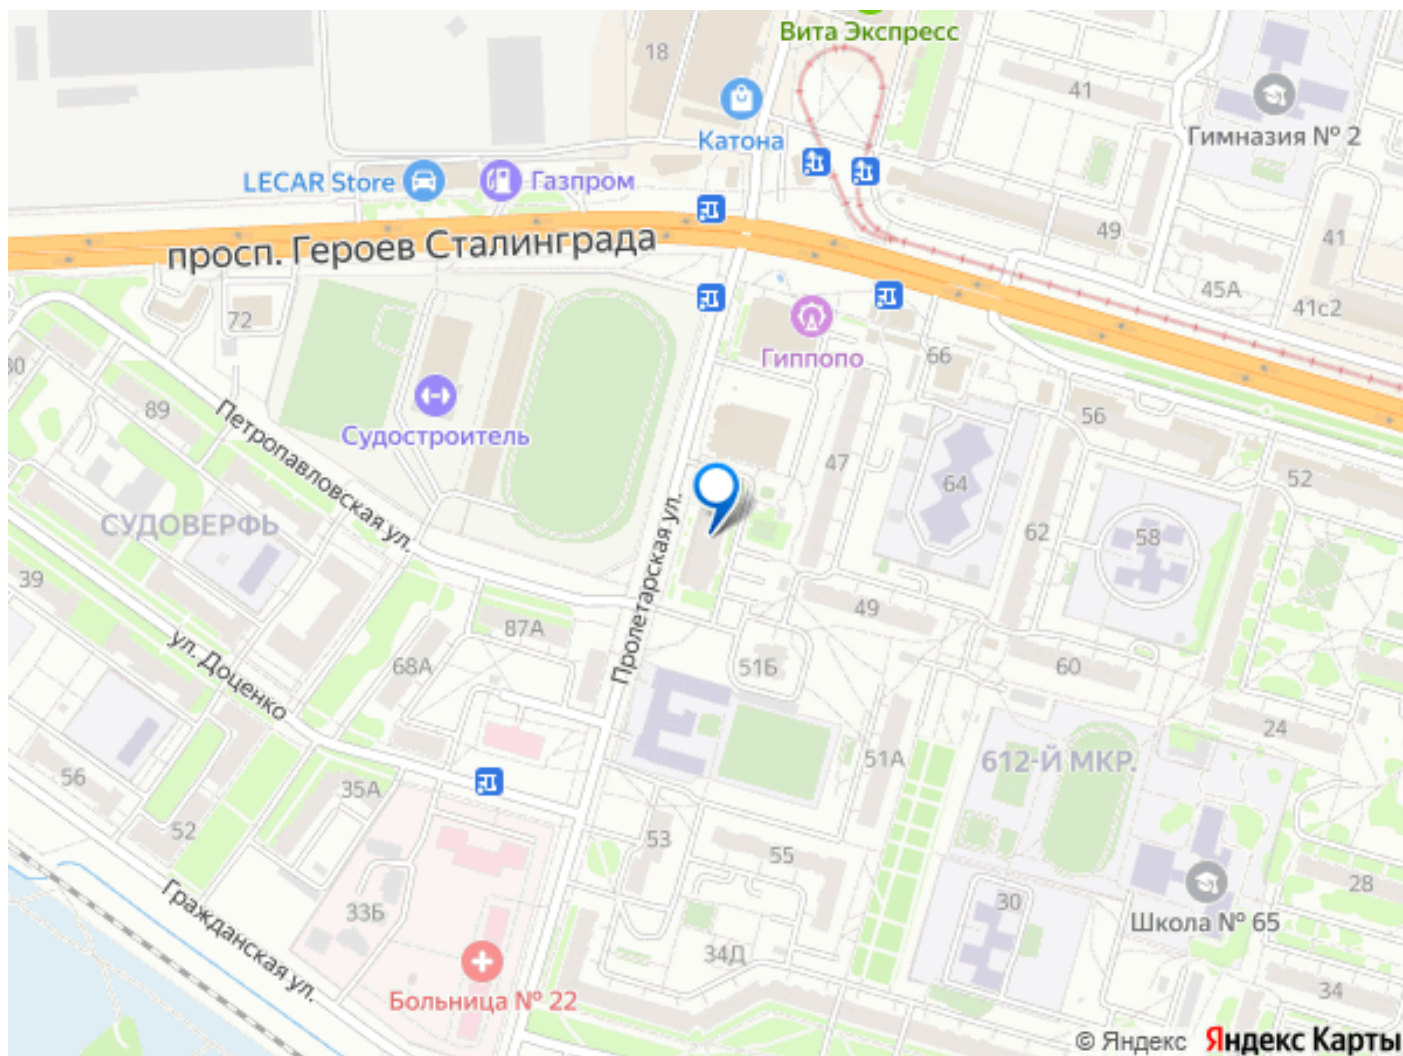 Вита Экспресс
18
41
Гимназия № 2
Катона
LECAR Store
Газпром
просп. Героев Сталинграда
49
41
45А
41с2
72
Гиппопо
66
80
89
Судостроитель
Петропавловская ул.
56
47
52
64
62
58
СУДОВЕРФЬ
Пролетарская ул.
39
49
87А
ул. Доценко
68А
51Б
60
24
51А
612-Й МКР.
56
35А
52
53
55
28
Гражданская ул.
33Б
30
Школа № 65
34Д
Больница № 22
34
© Яндекс Яндекс Карты